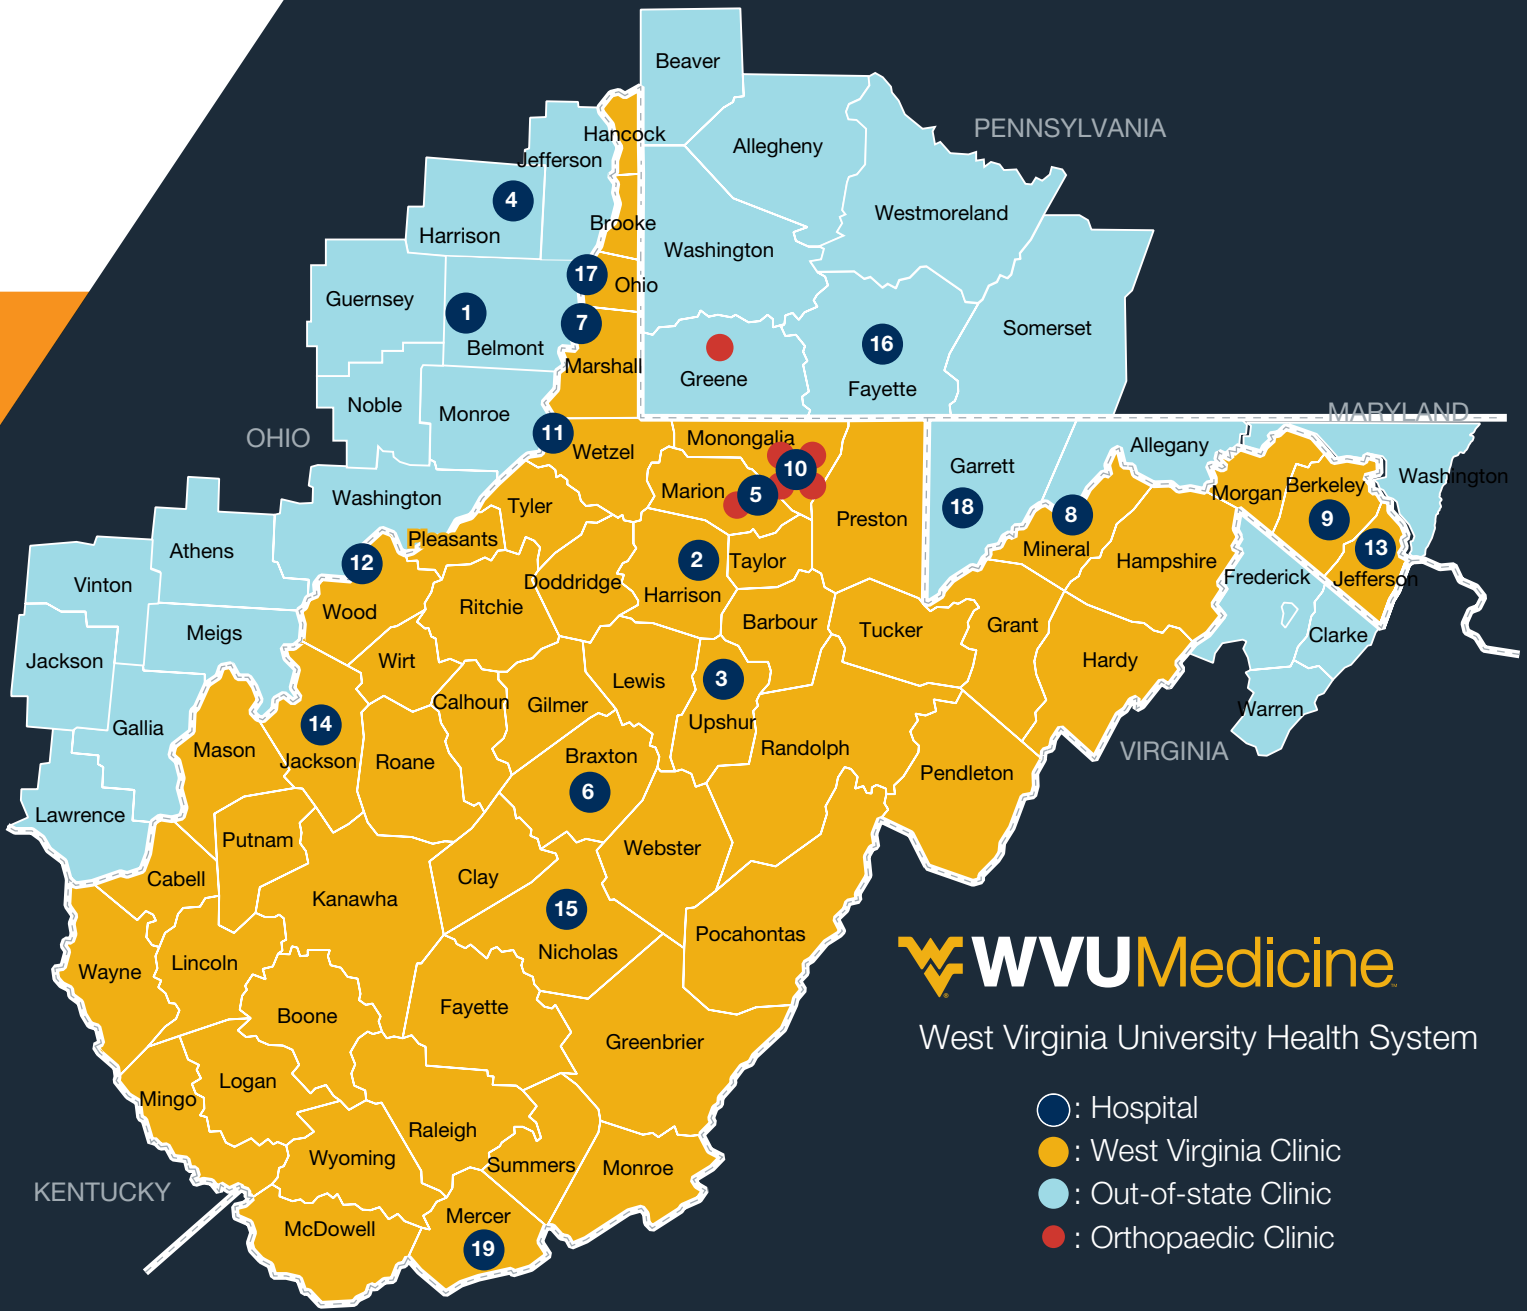 Beaver
PENNSYLVANIA
Hancock
Allegheny
Jefferson
4
Westmoreland
Brooke
Harrison
Washington
17
Ohio
Guernsey
1
7
Somerset
16
Belmont
Marshall
Greene
Fayette
Noble
Monroe
MARYLAND
OHIO
11
Monongalia
Wetzel
Allegany
10
Garrett
Washington
Marion
5
Morgan
Berkeley
Washington
Tyler
18
8
9
Preston
Pleasants
Athens
Mineral
13
12
2
Taylor
Hampshire
Vinton
Doddridge
Frederick
Jefferson
Harrison
Ritchie
Wood
Barbour
Tucker
Grant
Meigs
Clarke
Jackson
Wirt
Hardy
Lewis
3
Calhoun
Gilmer
Warren
14
Upshur
Gallia
Mason
Jackson
Roane
Braxton
Randolph
VIRGINIA
Pendleton
6
Lawrence
Putnam
Webster
Cabell
Clay
Kanawha
15
Pocahontas
Nicholas
Lincoln
Wayne
WVUMedicine
Fayette
Boone
Greenbrier
West Virginia University Health System
Logan
Mingo
: Hospital
Raleigh
: West Virginia Clinic
Wyoming
Summers
Monroe
KENTUCKY
: Out-of-state Clinic
Mercer
McDowell
: Orthopaedic Clinic
19